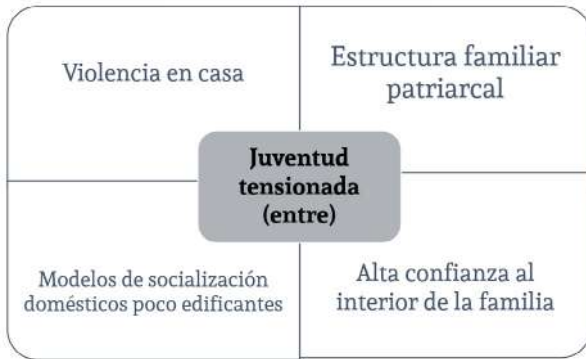 Violencia en casa
Estructura familiar
patriarcal
Juventud
tensionada
(entre)
Modelos de socialización
domésticos poco edificantes
Alta confianza al
interior de la familia